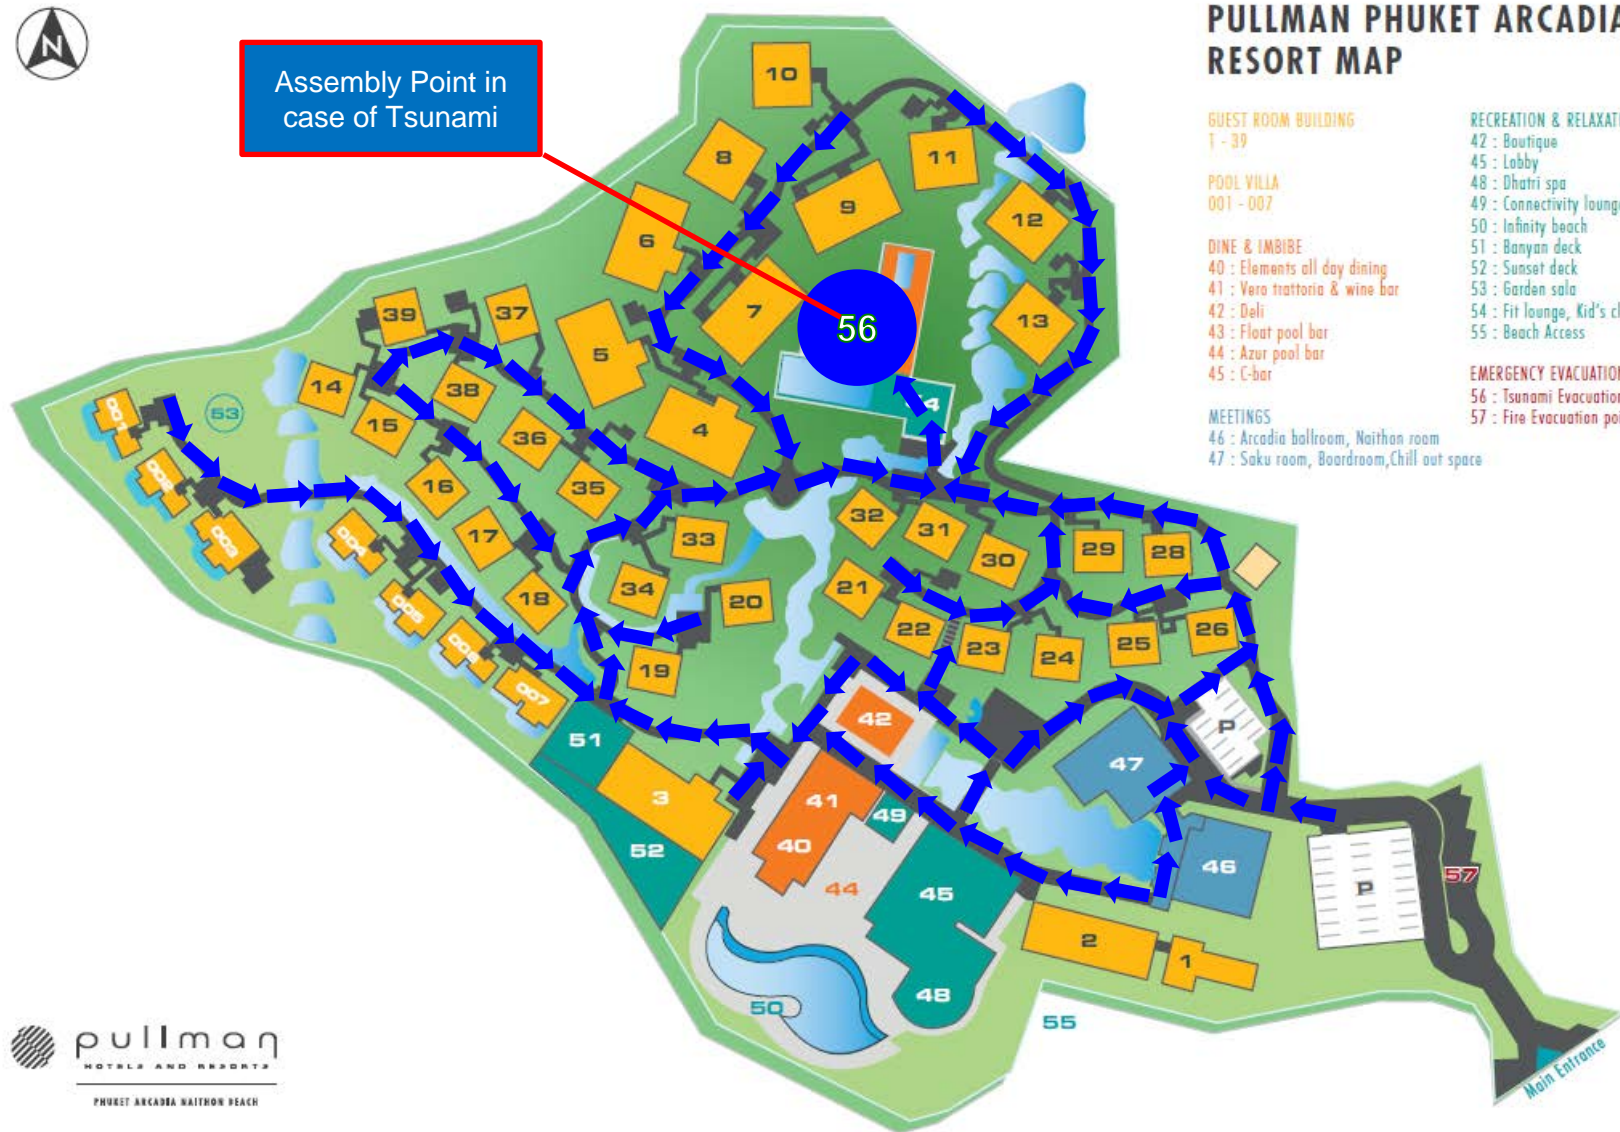 N
Assembly Point in
case of Tsunami
PULLMAN PHUKET ARCADIA
RESORT MAP
GUEST ROOM BUILDING
1 - 39
POOL VILLA
001 - 007
DINE & IMBIBE
40 : Elements all day dining
41 : Vero trattoria & wine bar
42 : Deli
43 : Float pool bar
44 : Azur pool bar
45 : C-bar
MEETINGS
46 : Arcadia ballroom, Naithon room
47 : Saku room, Boardroom,Chill out space
RECREATION & RELAXATI
42 : Boutique
45 : Lobby
48 : Dhatri spa
49 : Connectivity lounge
50 : Infinity beach
51 : Banyan deck
52 : Sunset deck
53 : Garden sala
54 : Fit lounge, Kid's cl
55 : Beach Access
EMERGENCY EVACUATION
56 : Tsunami Evacuation
57 : Fire Evacuation poi
10
8
11
9
12
6
7
56
13
39
37
5
14
38
54
001
53
15
36
4
002
16
35
32
31
003
004
17
33
30
29
28
18
34
20
21
005
22
23
24
25
26
006
19
007
42
51
P
47
3
41
49
52
40
46
44
45
P
57
2
1
48
50
55
Main Entrance
pullman
HOTELS AND RESORTS
PHUKET ARCADIA NAITHON BEACH